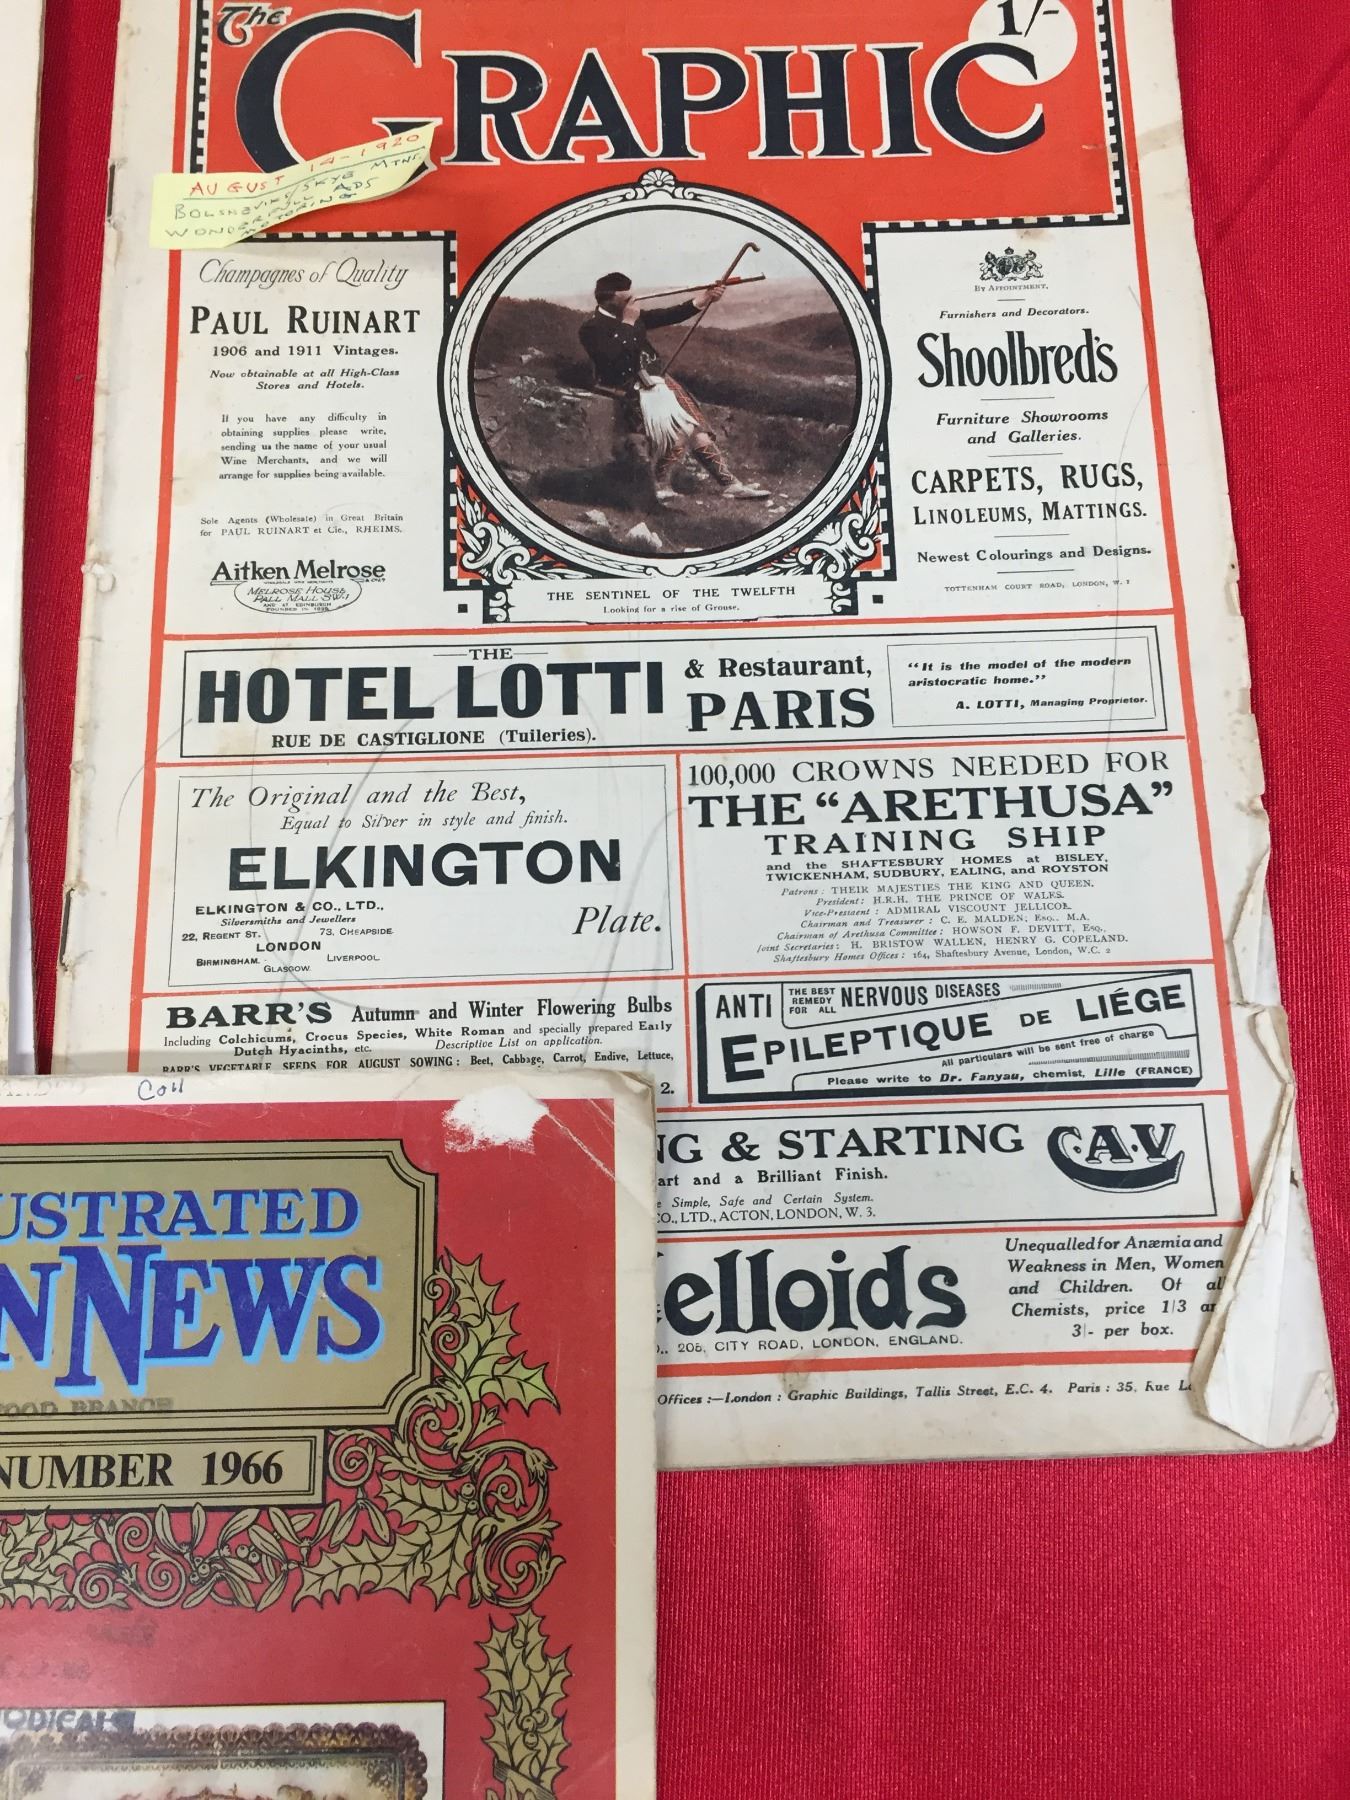 The
GRAPHIC
1/-
AUGUST 14-1920
BOLSHEVIKS/SKYE MTNS.
WONDERFULL ADS
MOTORING
Champagnes of Quality
PAUL RUINART
1906 and 1911 Vintages.
Now obtainable at all High-Class
Stores and Hotels.
If you have any difficulty in
obtaining supplies please write,
sending us the name of your usual
Wine Merchants, and we will
arrange for supplies being available.
Sole Agents (Wholesale) in Great Britain
for PAUL RUINART et Cie., RHEIMS.
Aitken Melrose
& CO LTD
MELROSE HOUSE
PALL MALL SW.1
AND AT EDINBURGH
THE SENTINEL OF THE TWELFTH
Looking for a rise of Grouse.
BY APPOINTMENT.
Furnishers and Decorators.
Shoolbred's
Furniture Showrooms
and Galleries.
CARPETS, RUGS,
LINOLEUMS, MATTINGS.
Newest Colourings and Designs.
TOTTENHAM COURT ROAD, LONDON, W. 1
THE
HOTEL LOTTI
RUE DE CASTIGLIONE (Tuileries).
& Restaurant,
PARIS
"It is the model of the modern
aristocratic home."
A. LOTTI, Managing Proprietor.
The Original and the Best,
Equal to Silver in style and finish.
ELKINGTON
ELKINGTON & CO., LTD.,
Silversmiths and Jewellers
22, REGENT ST. 73, CHEAPSIDE.
LONDON
BIRMINGHAM. LIVERPOOL.
GLASGOW.
Plate.
100,000 CROWNS NEEDED FOR
THE "ARETHUSA"
TRAINING SHIP
and the SHAFTESBURY HOMES at BISLEY,
TWICKENHAM, SUDBURY, EALING, and ROYSTON
Patrons: THEIR MAJESTIES THE KING AND QUEEN.
President: H.R.H. THE PRINCE OF WALES.
Vice-President: ADMIRAL VISCOUNT JELLICOE.
Chairman and Treasurer: C. E. MALDEN, Esq., M.A.
Chairman of Arethusa Committee: HOWSON F. DEVITT, Esq.,
Joint Secretaries: H. BRISTOW WALLEN, HENRY G. COPELAND.
Shaftesbury Homes Offices: 164, Shaftesbury Avenue, London, W.C. 2
BARR'S Autumn and Winter Flowering Bulbs
Including Colchicums, Crocus Species, White Roman and specially prepared Early
Dutch Hyacinths, etc. Descriptive List on application.
BARR'S VEGETABLE SEEDS FOR AUGUST SOWING: Beet, Cabbage, Carrot, Endive, Lettuce,
2.
ANTI THE BEST REMEDY FOR ALL NERVOUS DISEASES
EPILEPTIQUE DE LIÉGE
All particulars will be sent free of charge
Please write to Dr. Fanyau, chemist, Lille (FRANCE)
NG & STARTING
art and a Brilliant Finish.
Simple, Safe and Certain System.
CO., LTD., ACTON, LONDON, W. 3.
C.A.V
elloids
., 206, CITY ROAD, LONDON, ENGLAND.
Unequalled for Anæmia and
Weakness in Men, Women
and Children. Of al
Chemists, price 1/3 an
3/- per box.
Offices:—London: Graphic Buildings, Tallis Street, E.C. 4. Paris: 35, Rue L
Coll
USTRATED
N NEWS
OOD BRANCH
NUMBER 1966
ODICALS